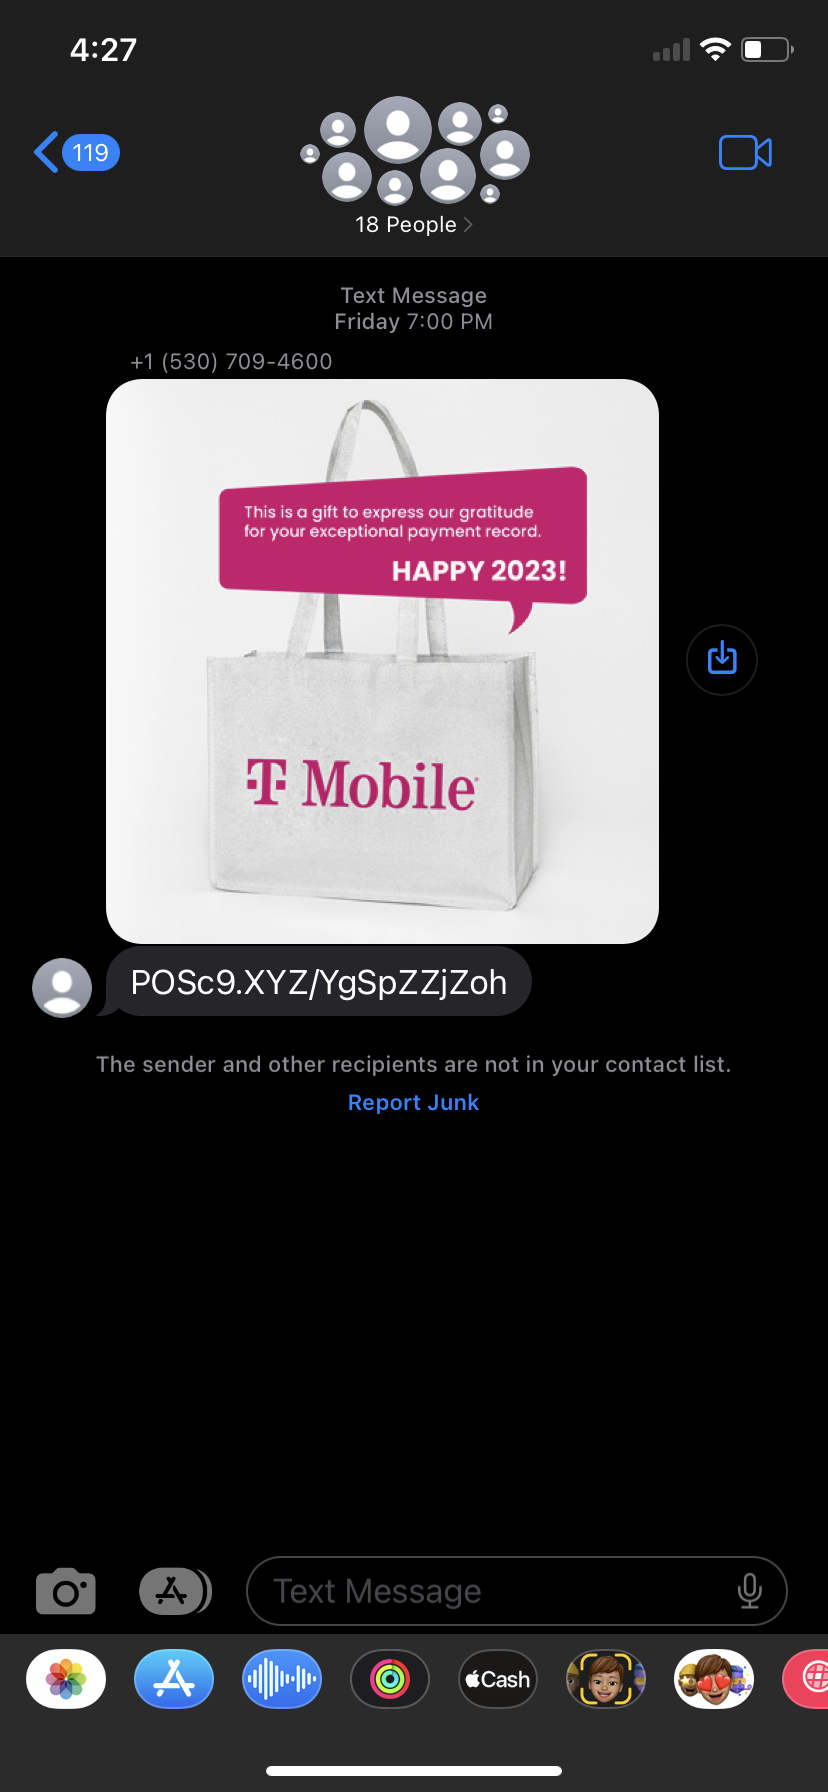 4:27
119
18 People
Text Message
Friday 7:00 PM
+1 (530) 709-4600
This is a gift to express our gratitude
for your exceptional payment record.
HAPPY 2023!
T Mobile
POSc9.XYZ/YgSpZZjZoh
The sender and other recipients are not in your contact list.
Report Junk
Text Message
Cash